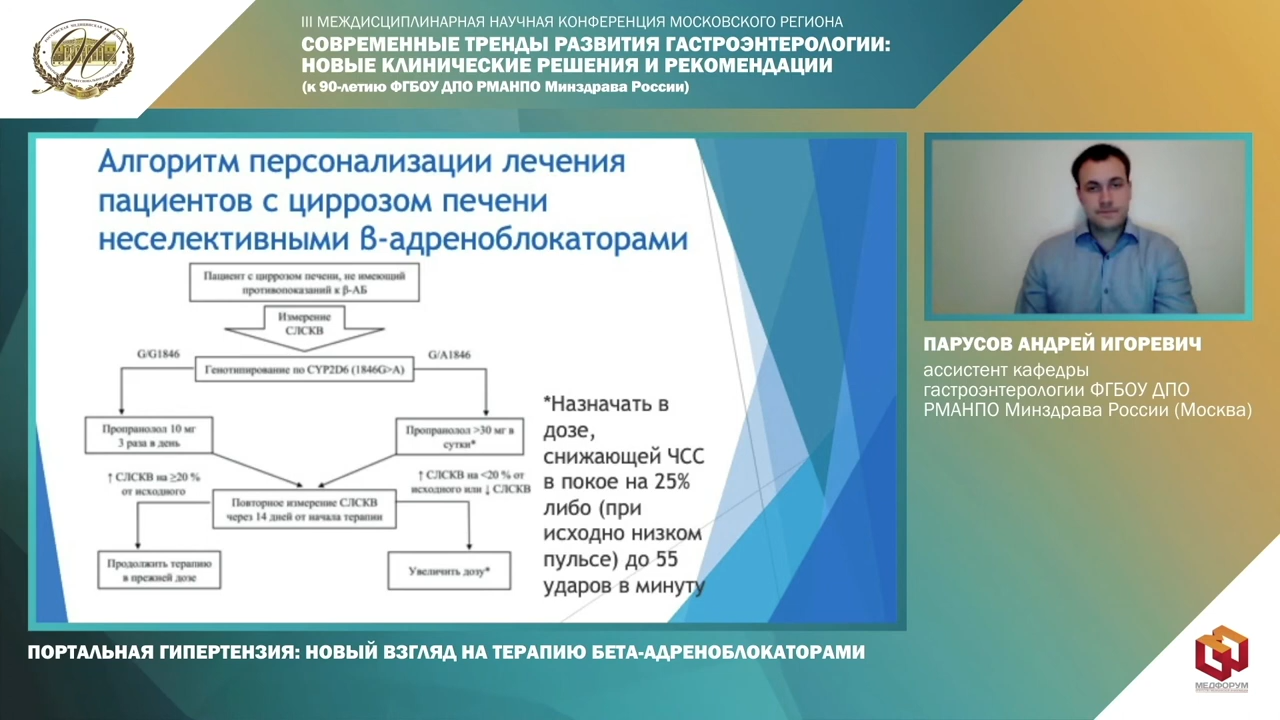 III МЕЖДИСЦИПЛИНАРНАЯ НАУЧНАЯ КОНФЕРЕНЦИЯ МОСКОВСКОГО РЕГИОНА
СОВРЕМЕННЫЕ ТРЕНДЫ РАЗВИТИЯ ГАСТРОЭНТЕРОЛОГИИ:
НОВЫЕ КЛИНИЧЕСКИЕ РЕШЕНИЯ И РЕКОМЕНДАЦИИ
(к 90-летию ФГБОУ ДПО РМАНПО Минздрава России)
Алгоритм персонализации лечения
пациентов с циррозом печени
неселективными β-адреноблокаторами
Пациент с циррозом печени, не имеющий
противопоказаний к β-АБ
Измерение
СЛСКВ
G/G1846
G/A1846
Генотипирование по CYP2D6 (1846G>A)
Пропранолол 10 мг
3 раза в день
Пропранолол >30 мг в
сутки*
↑ СЛСКВ на ≥20 %
от исходного
↑ СЛСКВ на <20 % от
исходного или ↓ СЛСКВ
Повторное измерение СЛСКВ
через 14 дней от начала терапии
Продолжить терапию
в прежней дозе
Увеличить дозу*
*Назначать в
дозе,
снижающей ЧСС
в покое на 25%
либо (при
исходно низком
пульсе) до 55
ударов в минуту
ПАРУСОВ АНДРЕЙ ИГОРЕВИЧ
ассистент кафедры
гастроэнтерологии ФГБОУ ДПО
РМАНПО Минздрава России (Москва)
ПОРТАЛЬНАЯ ГИПЕРТЕНЗИЯ: НОВЫЙ ВЗГЛЯД НА ТЕРАПИЮ БЕТА-АДРЕНОБЛОКАТОРАМИ
МЕДФОРУМ